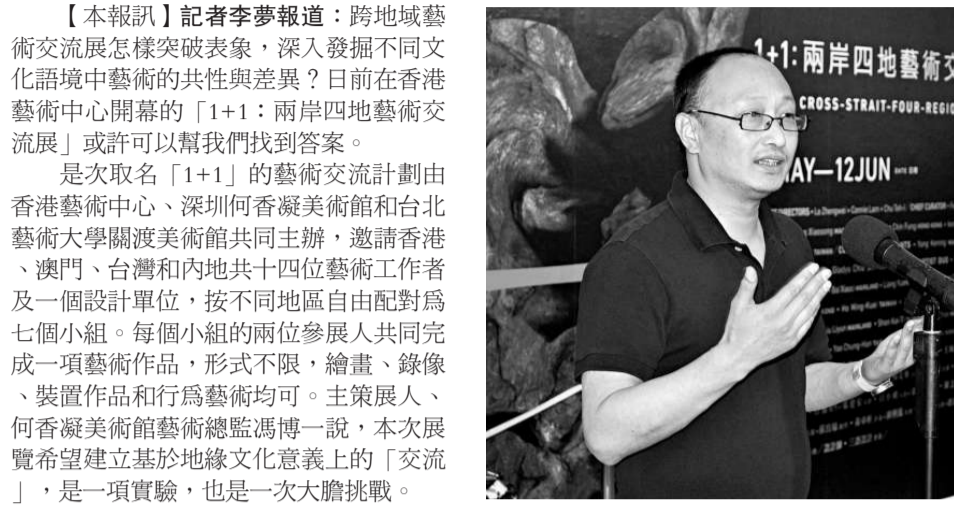 【本報訊】記者李夢報道：跨地域藝
術交流展怎樣突破表象，深入發掘不同文
化語境中藝術的共性與差異？日前在香港
藝術中心開幕的「1+1：兩岸四地藝術交
流展」或許可以幫我們找到答案。
是次取名「1+1」的藝術交流計劃由
香港藝術中心、深圳何香凝美術館和台北
藝術大學關渡美術館共同主辦，邀請香港
、澳門、台灣和內地共十四位藝術工作者
及一個設計單位，按不同地區自由配對爲
七個小組。每個小組的兩位參展人共同完
成一項藝術作品，形式不限，繪畫、錄像
、裝置作品和行爲藝術均可。主策展人、
何香凝美術館藝術總監馮博一說，本次展
覽希望建立基於地緣文化意義上的「交流
」，是一項實驗，也是一次大膽挑戰。
1+1：兩岸四地藝術交
CROSS-STRAIT-FOUR-REGIO
MAY—12JUN